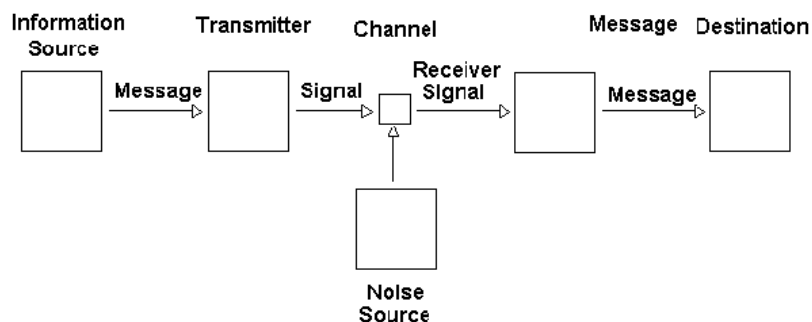 Information
Source
Transmitter
Channel
Message
Destination
Message
Signal
Receiver
Signal
Message
Noise
Source